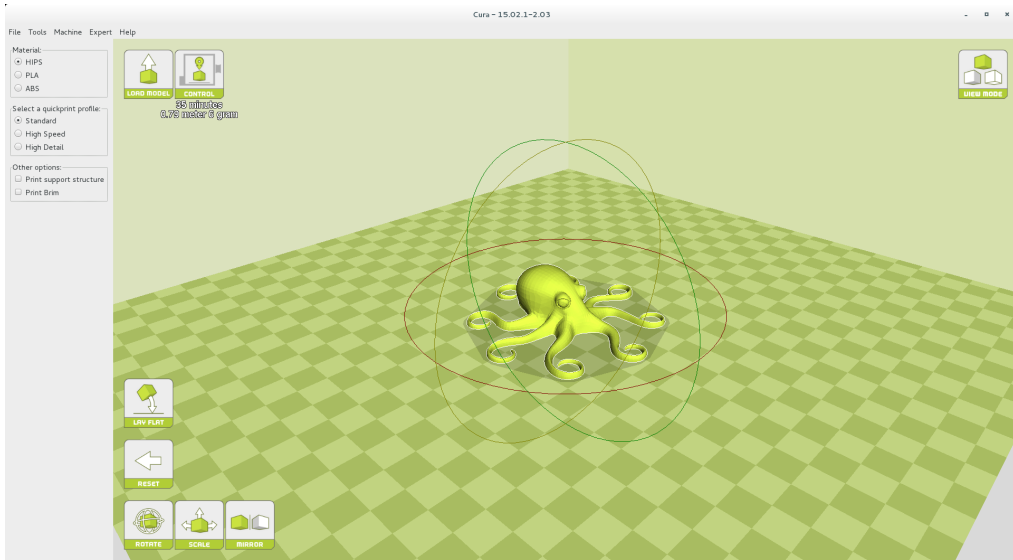 Cura - 15.02.1-2.03
File Tools Machine Expert Help
Material:
HIPS
PLA
ABS
Select a quickprint profile:
Standard
High Speed
High Detail
Other options:
Print support structure
Print Brim
LOAD MODEL
CONTROL
35 minutes
0.73 meter 6 gram
VIEW MODE
LAY FLAT
RESET
ROTATE
SCALE
MIRROR